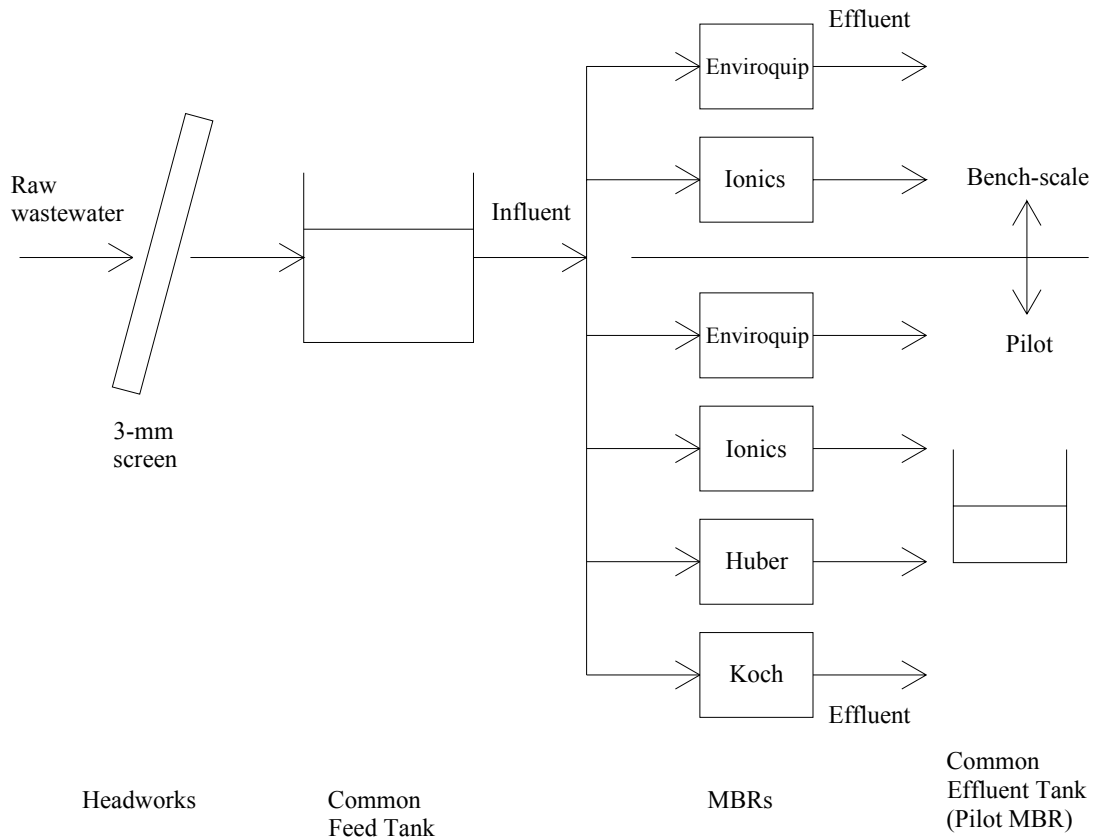 Effluent
Enviroquip
Ionics
Bench-scale
Raw
wastewater
Influent
Enviroquip
Pilot
3-mm
screen
Ionics
Huber
Koch
Effluent
Headworks
Common
Feed Tank
MBRs
Common
Effluent Tank
(Pilot MBR)